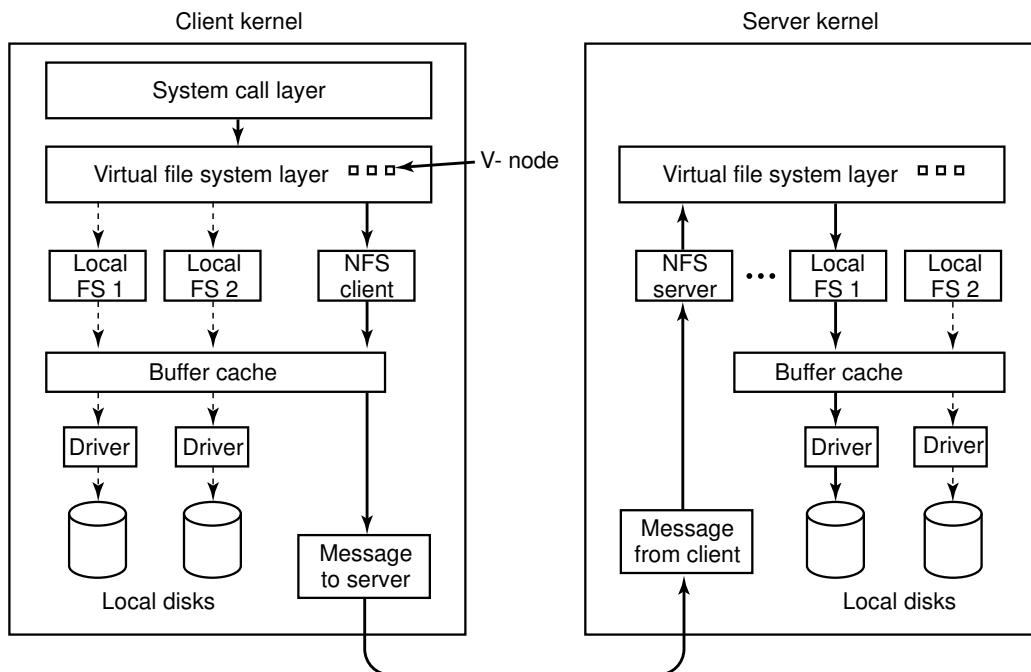 Client kernel
Server kernel
System call layer
Virtual file system layer
V- node
Virtual file system layer
Local
FS 1
Local
FS 2
NFS
client
NFS
server
Local
FS 1
Local
FS 2
Buffer cache
Buffer cache
Driver
Driver
Driver
Driver
Message
to server
Message
from client
Local disks
Local disks